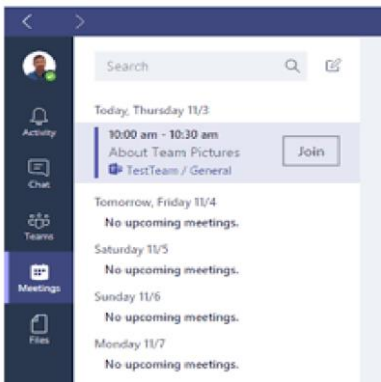 Search
Activity
Chat
Teams
Meetings
Files
Today, Thursday 11/3
10:00 am - 10:30 am
About Team Pictures
TestTeam / General
Join
Tomorrow, Friday 11/4
No upcoming meetings.
Saturday 11/5
No upcoming meetings.
Sunday 11/6
No upcoming meetings.
Monday 11/7
No upcoming meetings.